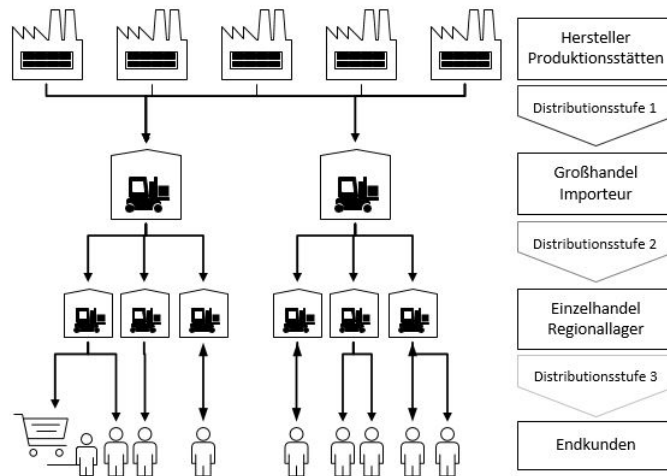 Hersteller
Produktionsstätten
Distributionsstufe 1
Großhandel
Importeur
Distributionsstufe 2
Einzelhandel
Regionallager
Distributionsstufe 3
Endkunden